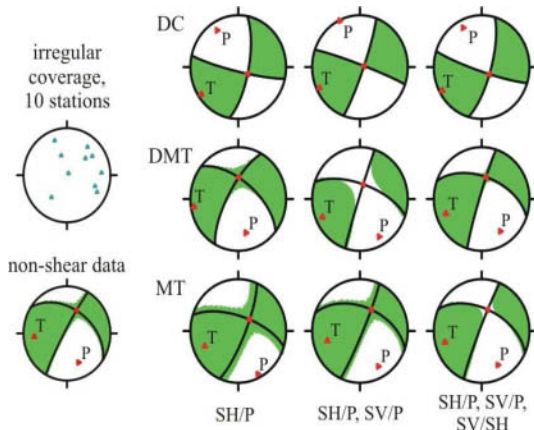 irregular
coverage,
10 stations
non-shear data
T
P
DC
P
T
P
T
P
T
DMT
T
P
T
P
T
P
MT
T
P
T
P
T
P
SH/P
SH/P, SV/P
SH/P, SV/P,
SV/SH